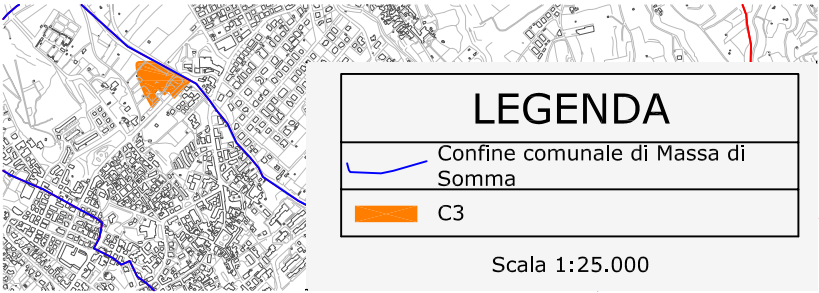 LEGENDA
Confine comunale di Massa di
Somma
C3
Scala 1:25.000